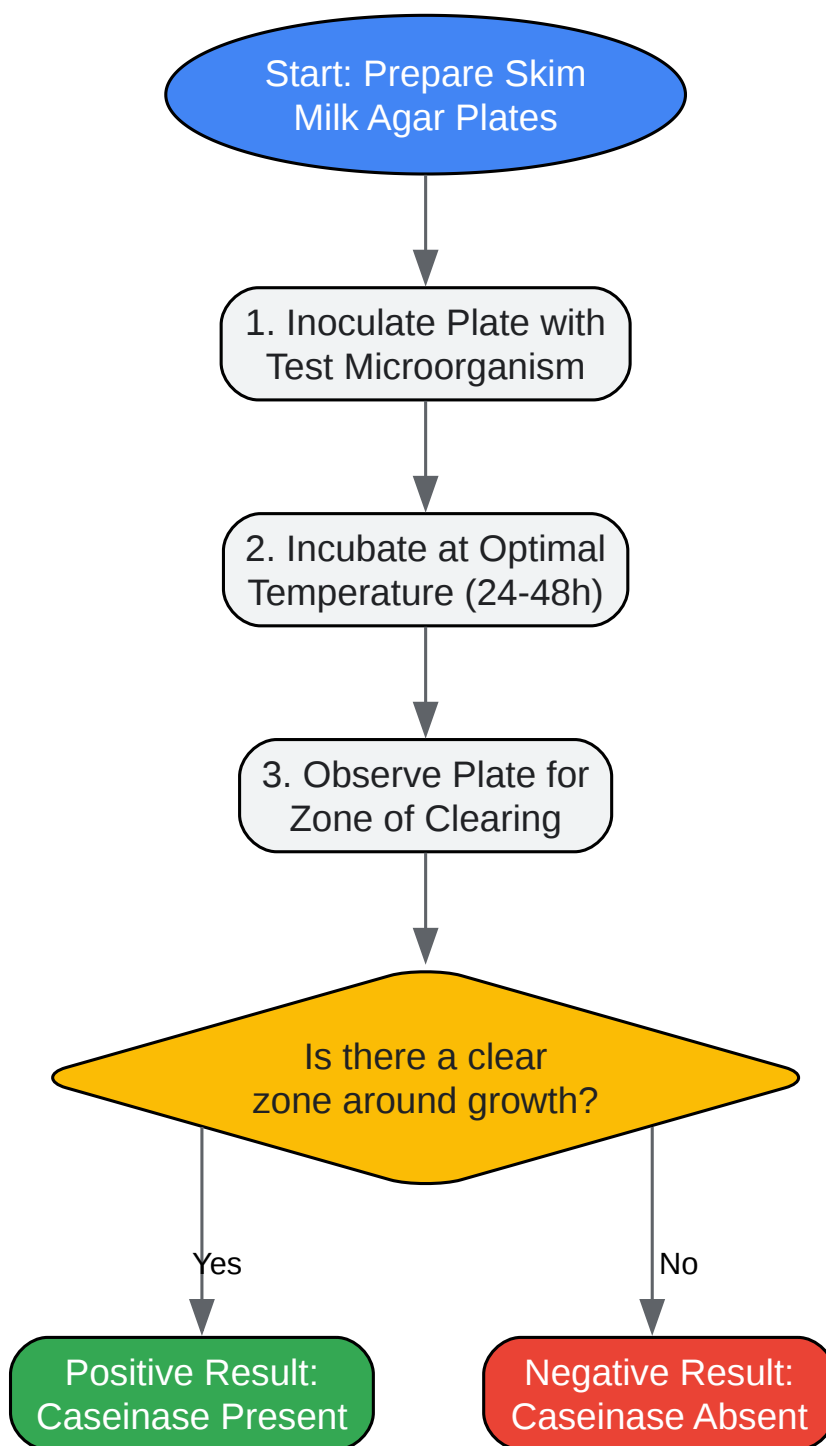 Start: Prepare Skim
Milk Agar Plates
1. Inoculate Plate with
Test Microorganism
2. Incubate at Optimal
Temperature (24-48h)
3. Observe Plate for
Zone of Clearing
Is there a clear
zone around growth?
Yes
No
Positive Result:
Caseinase Present
Negative Result:
Caseinase Absent